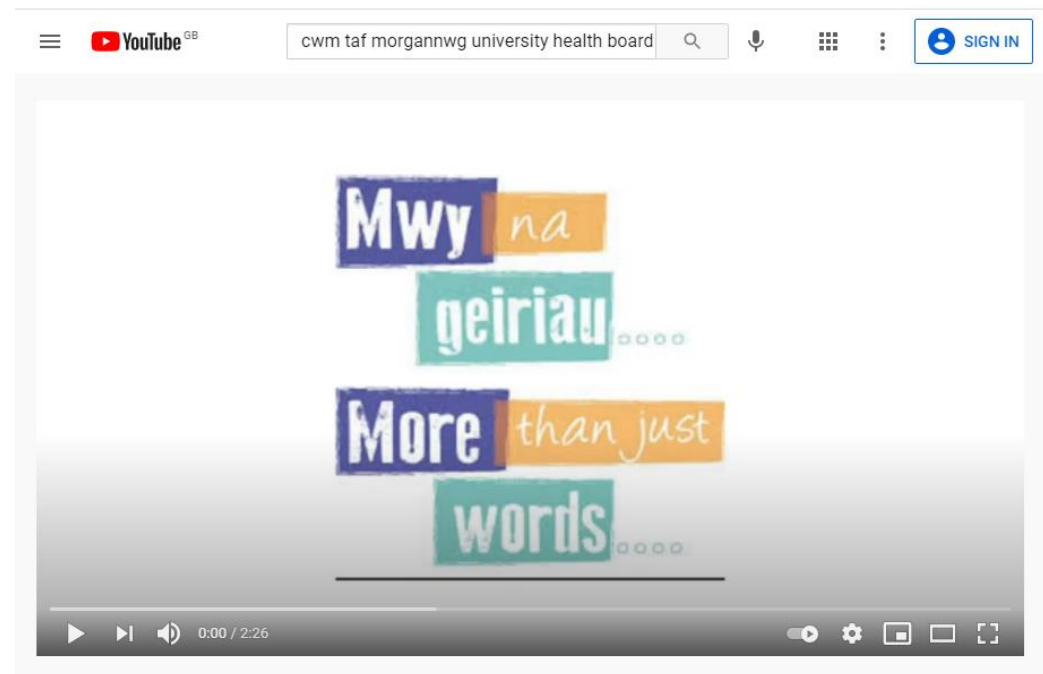 YouTube GB cwm taf morgannwg university health board SIGN IN
Mwy na
geiriau....
More than just
words....
0:00 / 2:26